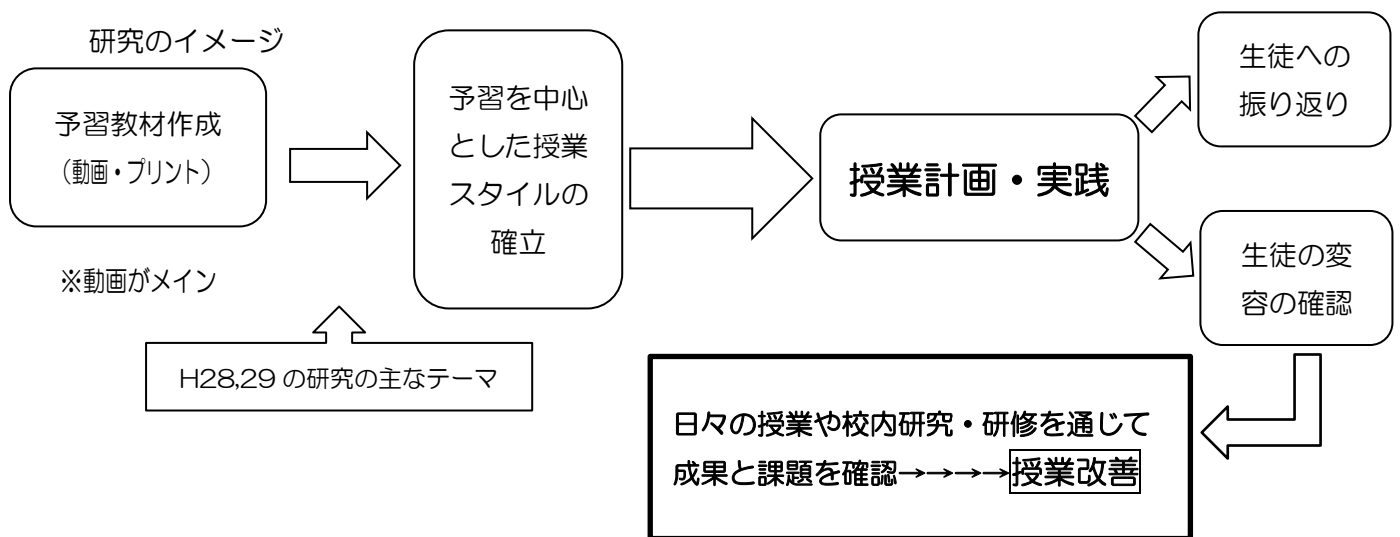 研究のイメージ
予習教材作成
（動画・プリント）
※動画がメイン
H28,29 の研究の主なテーマ
予習を中心
とした授業
スタイルの
確立
授業計画・実践
生徒への
振り返り
生徒の変
容の確認
日々の授業や校内研究・研修を通じて
成果と課題を確認→→→→授業改善